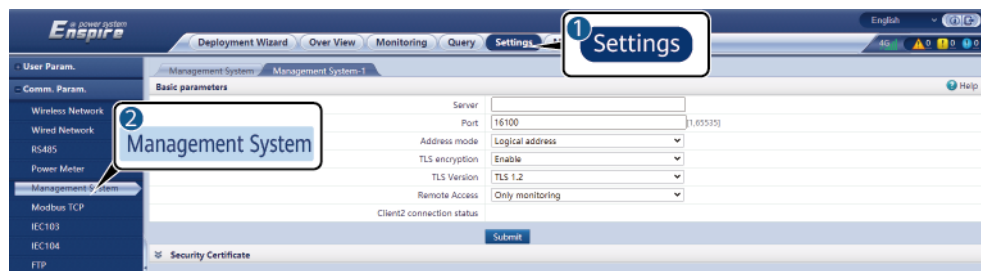 e power system
Enspire
English
Deployment Wizard Over View Monitoring Query Settings
1
Settings
4G 0 0 0
User Param.
Comm. Param.
Wireless Network
Wired Network
RS485
Power Meter
Management System
Modbus TCP
IEC103
IEC104
FTP
2
Management System
Management System Management System-1
Basic parameters
Help
Server
Port 16100 [1,65535]
Address mode Logical address
TLS encryption Enable
TLS Version TLS 1.2
Remote Access Only monitoring
Client2 connection status
Submit
Security Certificate